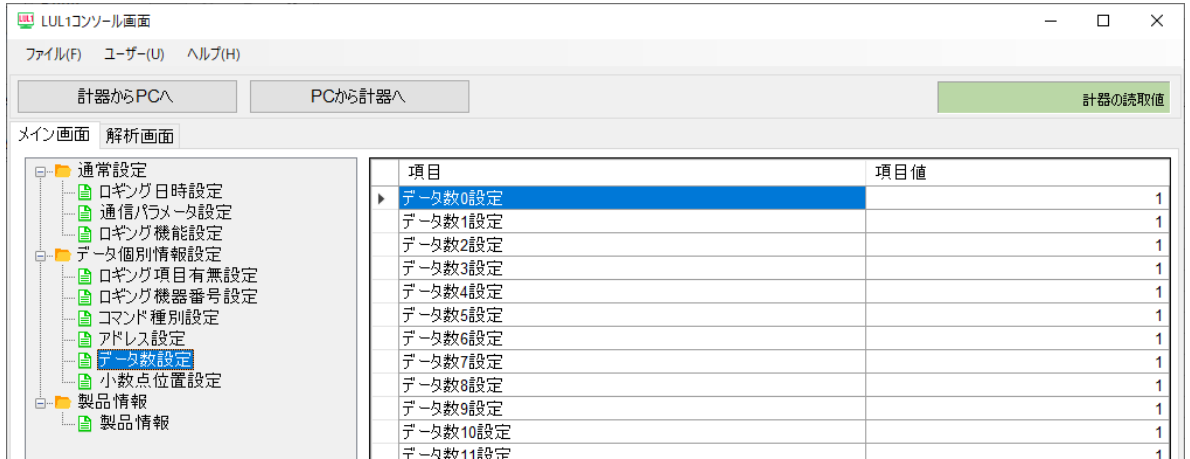 LUL1 LUL1コンソール画面
ファイル(F) ユーザー(U) ヘルプ(H)
計器からPCへ PCから計器へ 計器の読取値
メイン画面 解析画面
通常設定
ロギング日時設定
通信パラメータ設定
ロギング機能設定
データ個別情報設定
ロギング項目有無設定
ロギング機器番号設定
コマンド種別設定
アドレス設定
データ数設定
小数点位置設定
製品情報
製品情報
項目 項目値
データ数0設定 1
データ数1設定 1
データ数2設定 1
データ数3設定 1
データ数4設定 1
データ数5設定 1
データ数6設定 1
データ数7設定 1
データ数8設定 1
データ数9設定 1
データ数10設定 1
データ数11設定 1